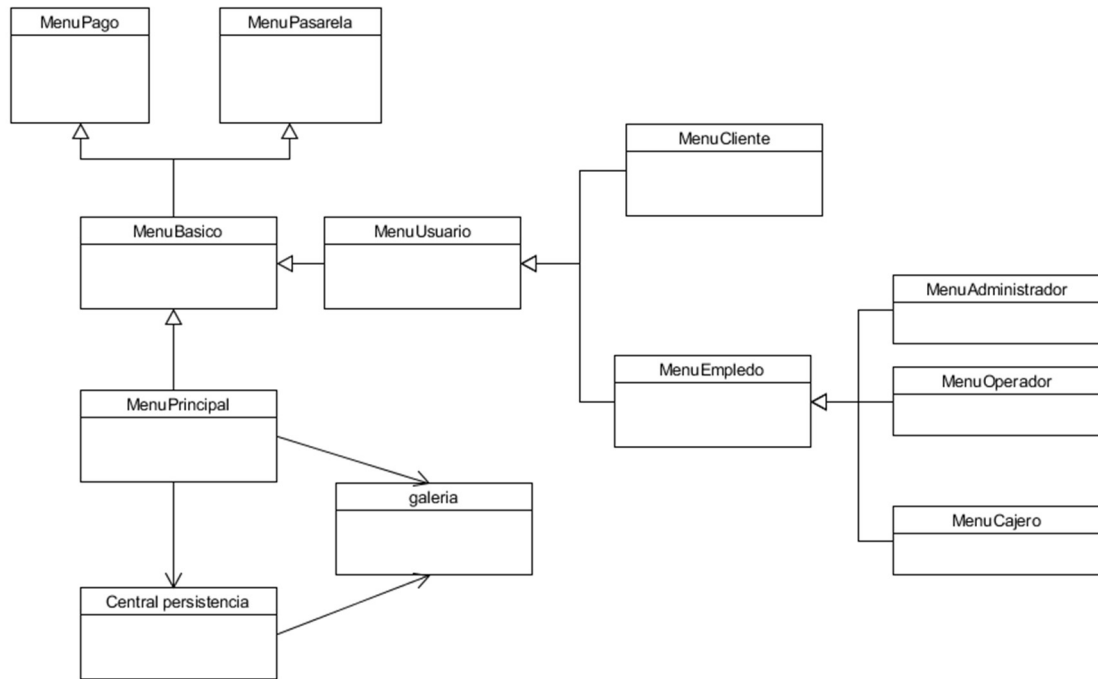 MenuPago
MenuPasarela
MenuCliente
MenuBasico
MenuUsuario
MenuAdministrador
MenuEmpledo
MenuOperador
MenuPrincipal
galeria
MenuCajero
Central persistencia